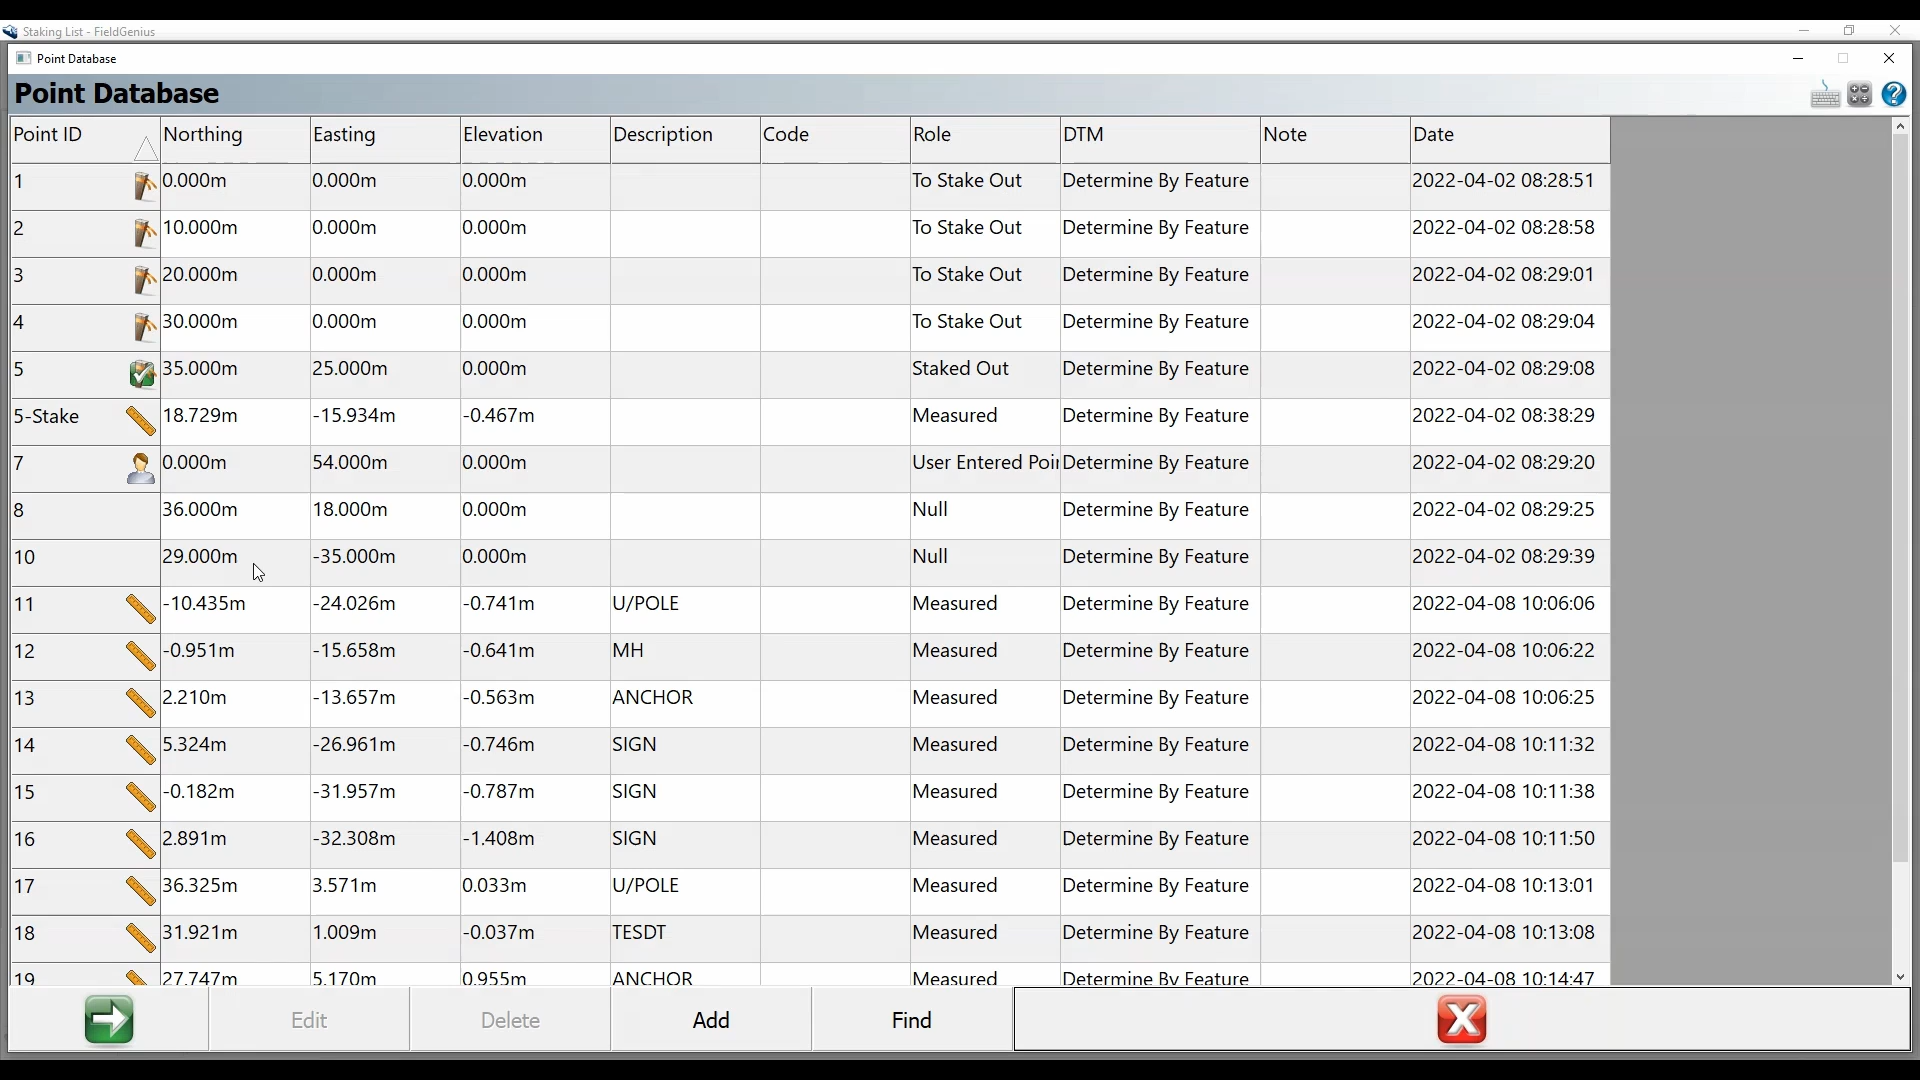 Staking List - FieldGenius
Point Database
Point Database
Point ID Northing Easting Elevation Description Code Role DTM Note Date
1 0.000m 0.000m 0.000m To Stake Out Determine By Feature 2022-04-02 08:28:51
2 10.000m 0.000m 0.000m To Stake Out Determine By Feature 2022-04-02 08:28:58
3 20.000m 0.000m 0.000m To Stake Out Determine By Feature 2022-04-02 08:29:01
4 30.000m 0.000m 0.000m To Stake Out Determine By Feature 2022-04-02 08:29:04
5 35.000m 25.000m 0.000m Staked Out Determine By Feature 2022-04-02 08:29:08
5-Stake 18.729m -15.934m -0.467m Measured Determine By Feature 2022-04-02 08:38:29
7 0.000m 54.000m 0.000m User Entered Poi Determine By Feature 2022-04-02 08:29:20
8 36.000m 18.000m 0.000m Null Determine By Feature 2022-04-02 08:29:25
10 29.000m -35.000m 0.000m Null Determine By Feature 2022-04-02 08:29:39
11 -10.435m -24.026m -0.741m U/POLE Measured Determine By Feature 2022-04-08 10:06:06
12 -0.951m -15.658m -0.641m MH Measured Determine By Feature 2022-04-08 10:06:22
13 2.210m -13.657m -0.563m ANCHOR Measured Determine By Feature 2022-04-08 10:06:25
14 5.324m -26.961m -0.746m SIGN Measured Determine By Feature 2022-04-08 10:11:32
15 -0.182m -31.957m -0.787m SIGN Measured Determine By Feature 2022-04-08 10:11:38
16 2.891m -32.308m -1.408m SIGN Measured Determine By Feature 2022-04-08 10:11:50
17 36.325m 3.571m 0.033m U/POLE Measured Determine By Feature 2022-04-08 10:13:01
18 31.921m 1.009m -0.037m TESDT Measured Determine By Feature 2022-04-08 10:13:08
19 27.747m 5.170m 0.955m ANCHOR Measured Determine By Feature 2022-04-08 10:14:47
Edit Delete Add Find